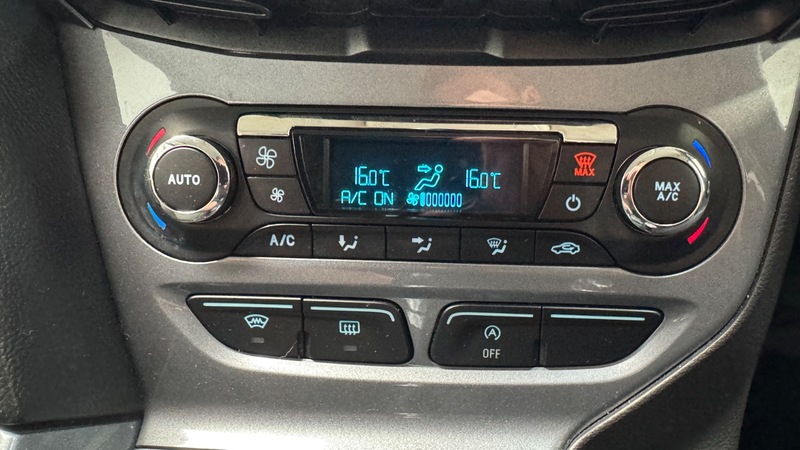 AUTO
16.0°C
16.0°C
A/C ON
MAX
MAX
A/C
A/C
OFF